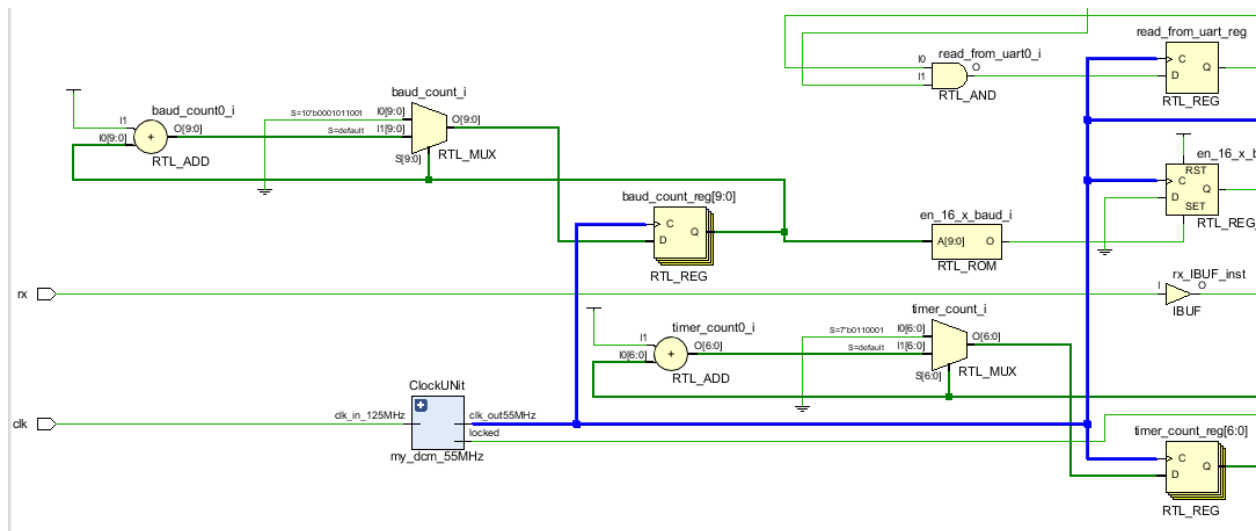 read_from_uart_reg
read_from_uart0_i
I0
O
I1
RTL_AND
C
Q
D
RTL_REG
baud_count_i
baud_count0_i
S=10'b0001011001
I0[9:0]
O[9:0]
I1
O[9:0]
S=default
I1[9:0]
I0[9:0]
+
RTL_ADD
S[9:0]
RTL_MUX
en_16_x_b
RST
C
Q
D
SET
RTL_REG_
baud_count_reg[9:0]
C
D
Q
RTL_REG
en_16_x_baud_i
A[9:0]
O
RTL_ROM
rx
rx_IBUF_inst
I
O
IBUF
timer_count_i
timer_count0_i
S=7'b0110001
I0[6:0]
O[6:0]
I1
O[6:0]
S=default
I1[6:0]
I0[6:0]
+
RTL_ADD
S[6:0]
RTL_MUX
ClockUNit
clk
clk_in_125MHz
clk_out55MHz
locked
my_dcm_55MHz
timer_count_reg[6:0]
C
Q
D
RTL_REG